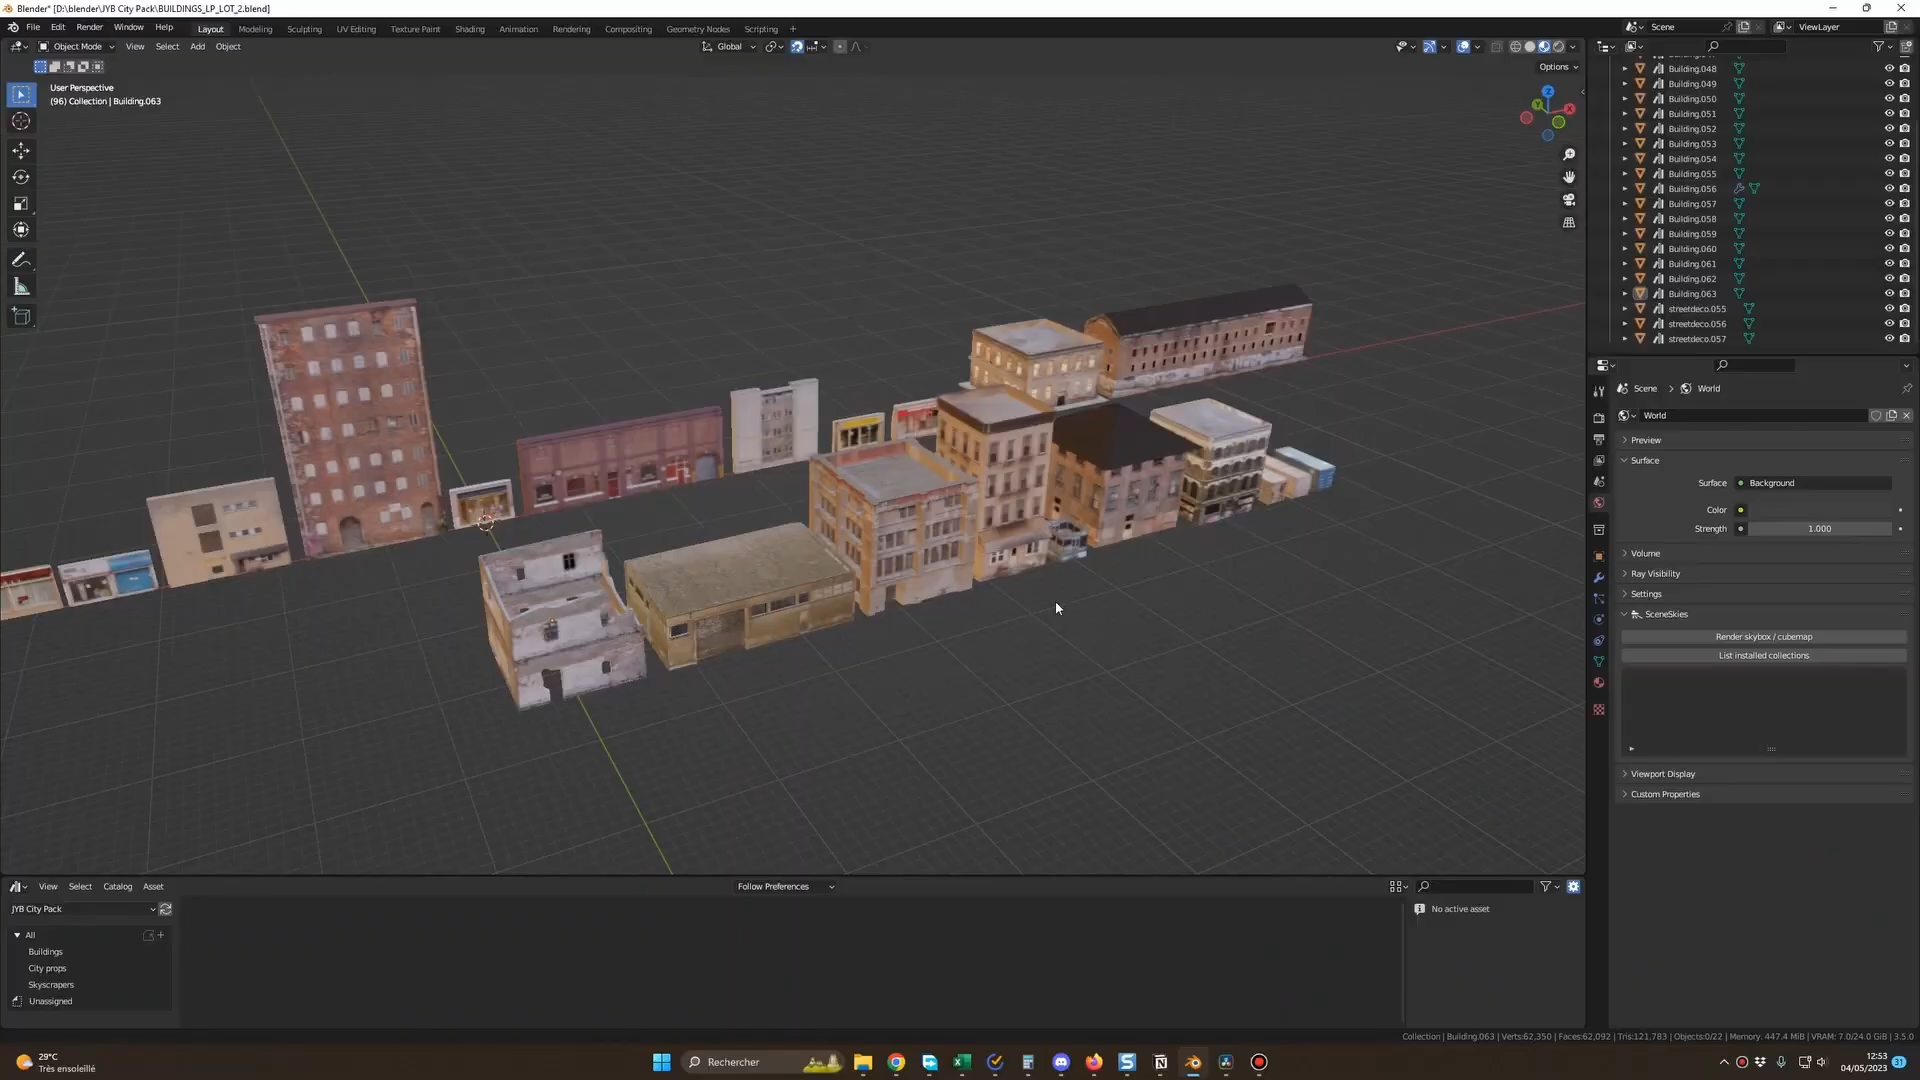 Blender* [D:\blender\JYB City Pack\BUILDINGS_LP_LOT_2.blend]
File Edit Render Window Help Layout Modeling Sculpting UV Editing Texture Paint Shading Animation Rendering Compositing Geometry Nodes Scripting +
Scene ViewLayer
Object Mode View Select Add Object Global
Options
User Perspective
(96) Collection | Building.063
X
Y
Z
Building.048
Building.049
Building.050
Building.051
Building.052
Building.053
Building.054
Building.055
Building.056
Building.057
Building.058
Building.059
Building.060
Building.061
Building.062
Building.063
streetdeco.055
streetdeco.056
streetdeco.057
Scene > World
World
Preview
Surface
Surface Background
Color
Strength 1.000
Volume
Ray Visibility
Settings
SceneSkies
Render skybox / cubemap
List installed collections
Viewport Display
Custom Properties
View Select Catalog Asset Follow Preferences
JYB City Pack
All
Buildings
City props
Skyscrapers
Unassigned
No active asset
Collection | Building.063 | Verts:62,350 | Faces:62,092 | Tris:121,783 | Objects:0/22 | Memory: 447.4 MiB | VRAM: 7.0/24.0 GiB | 3.5.0
29°C
Très ensoleillé
Rechercher
12:53
04/05/2023
31